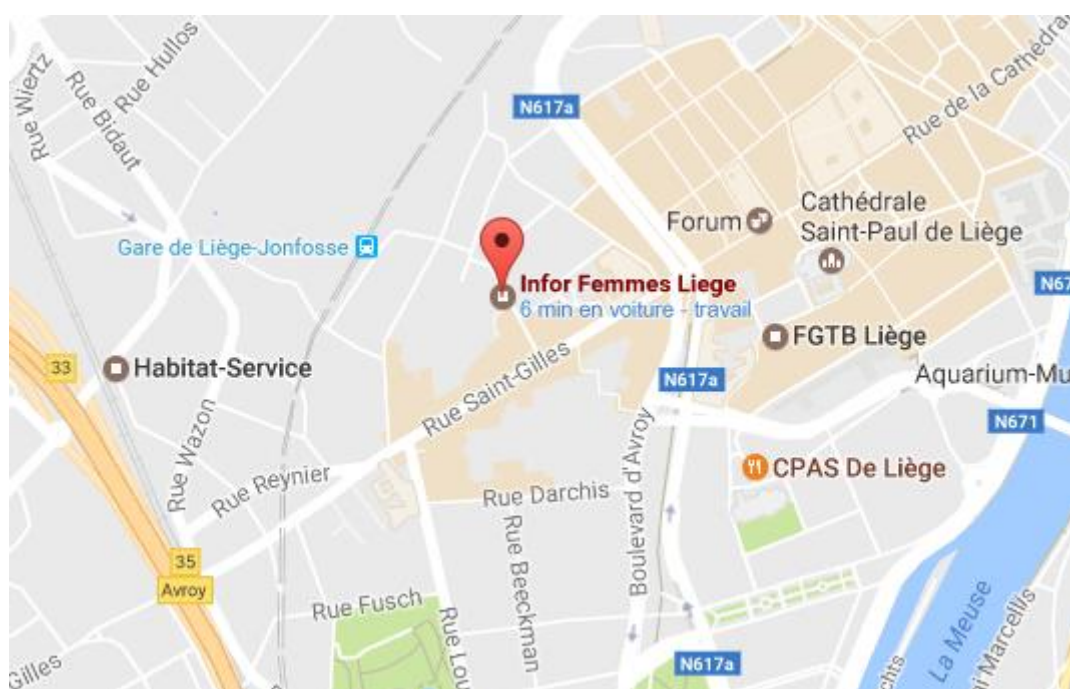 Rue Hullos
Rue Wiertz
Rue Bidaut
N617a
Rue de la Cathédral
Forum
Cathédrale
Saint-Paul de Liège
Gare de Liège-Jonfosse
Infor Femmes Liege
6 min en voiture - travail
N67
FGTB Liège
33
Habitat-Service
Rue Saint-Gilles
N617a
Aquarium-Mu
N671
Rue Wazon
Rue Reynier
CPAS De Liège
Rue Darchis
Boulevard d'Avroy
Rue Beeckman
35
Avroy
Rue Fusch
Rue Lou
La Meuse
i Marcellis
Gilles
N617a
chts